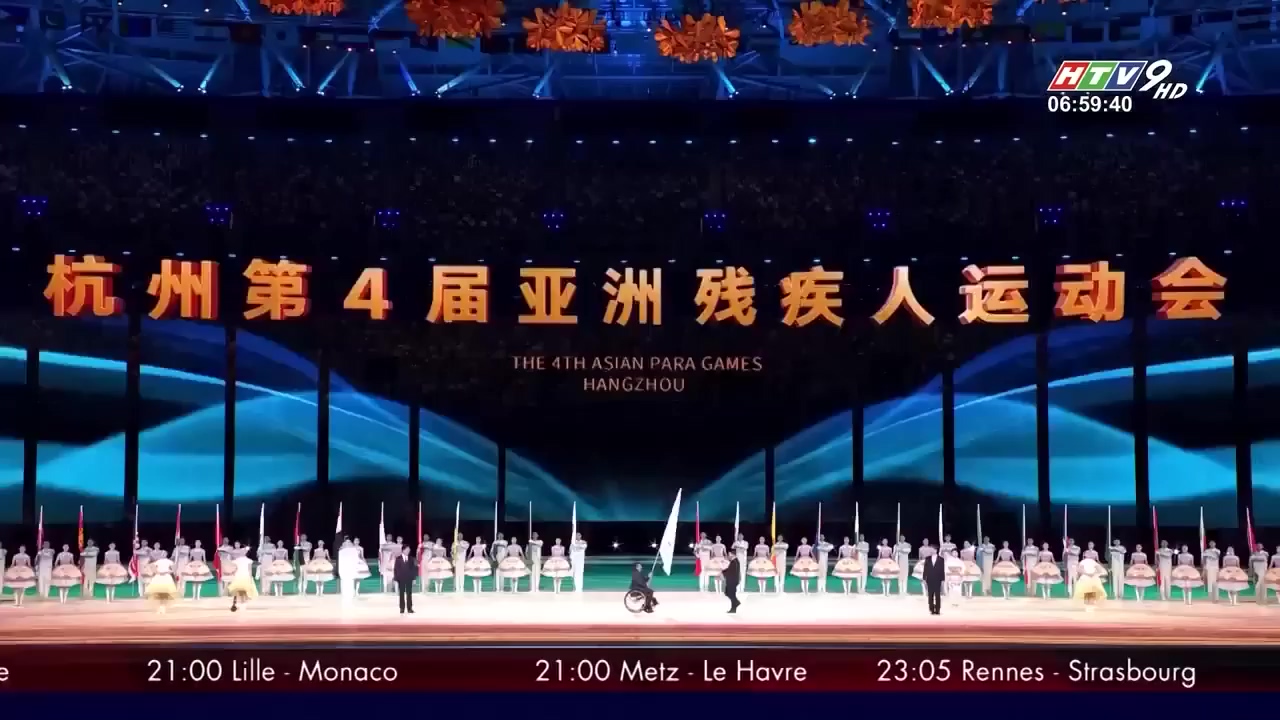 HTV9 HD
06:59:40
杭州第4届亚洲残疾人运动会
THE 4TH ASIAN PARA GAMES
HANGZHOU
e 21:00 Lille - Monaco 21:00 Metz - Le Havre 23:05 Rennes - Strasbourg